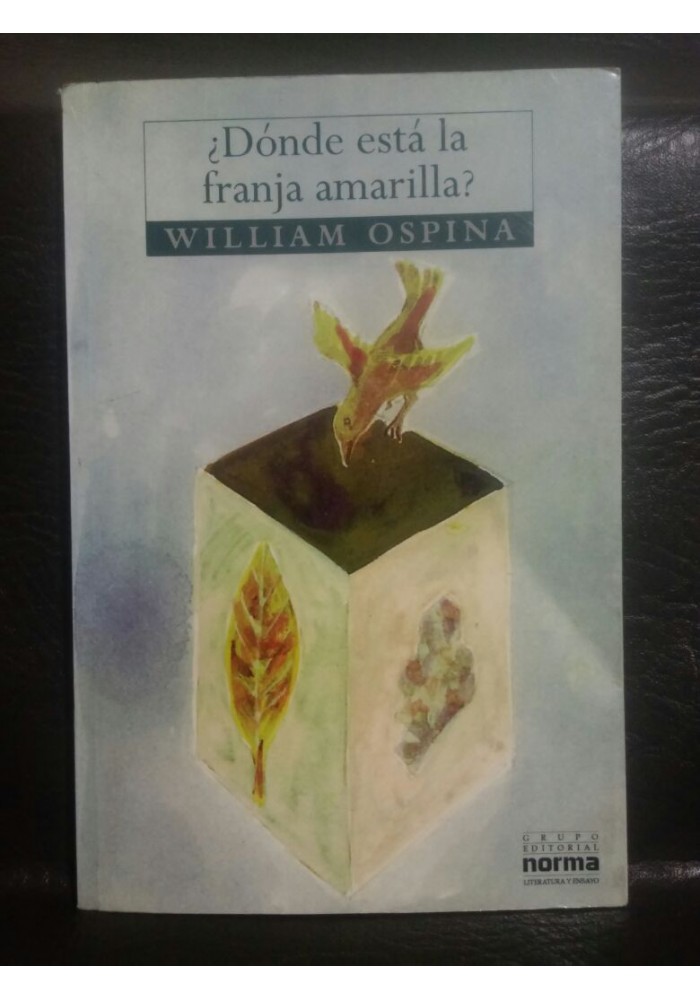 ¿Dónde está la
franja amarilla?
WILLIAM OSPINA
GRUPO
EDITORIAL
norma
LITERATURA Y ENSAYO